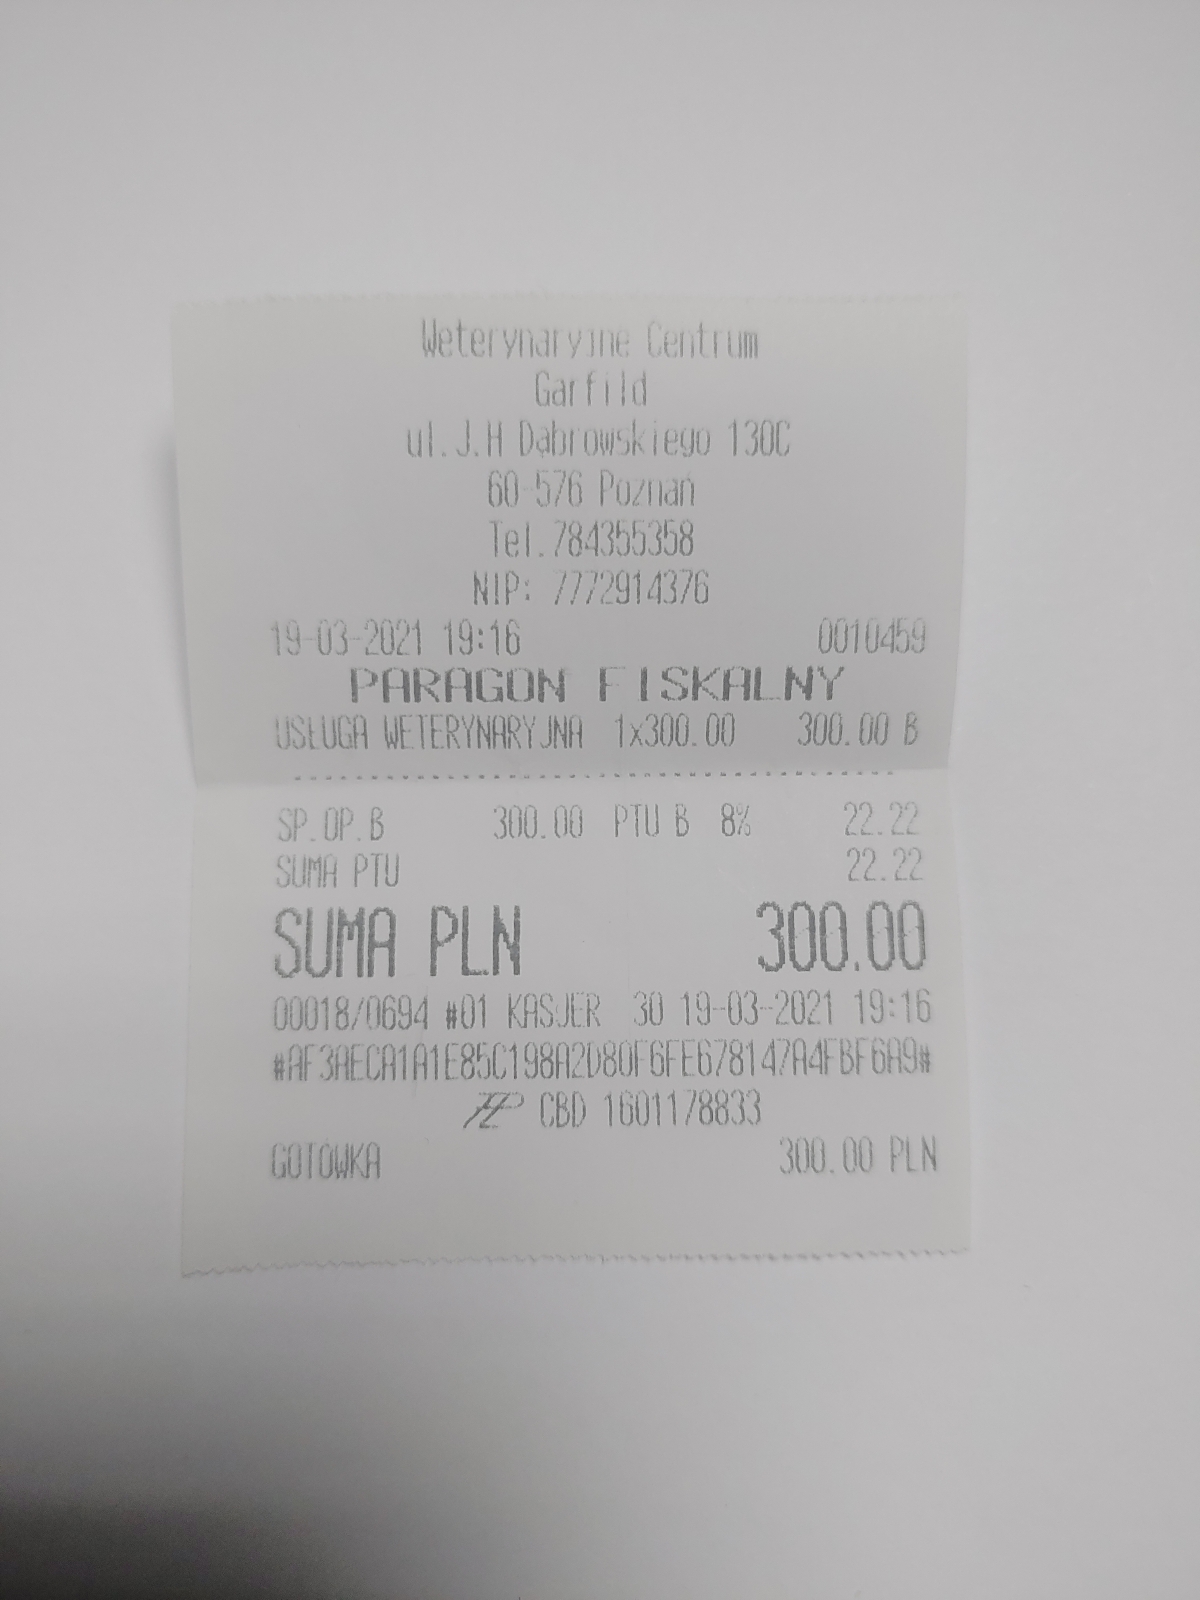 Weterynaryjne Centrum
Garfild
ul.J.H Dąbrowskiego 130C
60-576 Poznań
Tel.784355358
NIP: 7772914376
19-03-2021 19:16 0010459
PARAGON FISKALNY
USŁUGA WETERYNARYJNA 1x300.00 300.00 B
SP.OP.B 300.00 PTU B 8% 22.22
SUMA PTU 22.22
SUMA PLN 300.00
00018/0694 #01 KASJER 30 19-03-2021 19:16
#AF3AECA1A1E85C198A2D80F6FE678147A4FBF6A9#
CBD 1601178833
GOTÓWKA 300.00 PLN